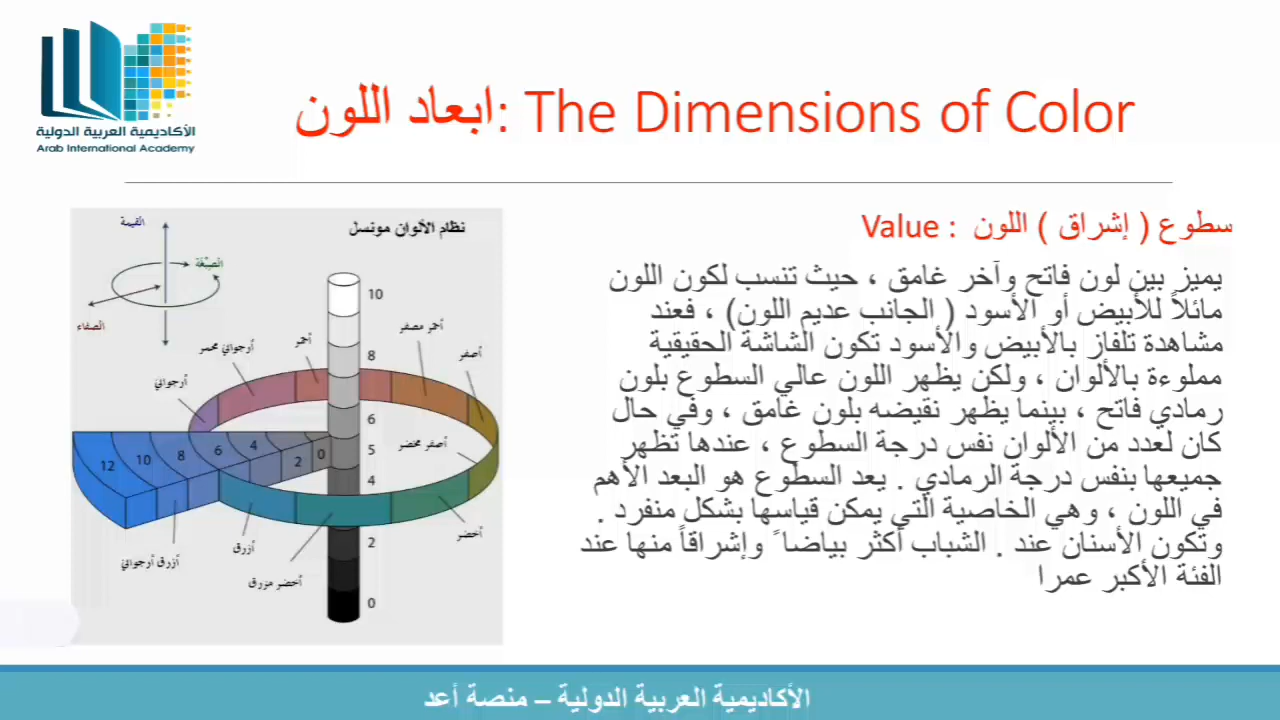 الأكاديمية العربية الدولية
Arab International Academy
ابعاد اللون: The Dimensions of Color
سطوع ( إشراق ) اللون : Value
يميز بين لون فاتح وآخر غامق ، حيث تنسب لكون اللون
مائلاً للأبيض أو الأسود ( الجانب عديم اللون) ، فعند
مشاهدة تلفاز بالأبيض والأسود تكون الشاشة الحقيقية
مملوءة بالألوان ، ولكن يظهر اللون عالي السطوع بلون
رمادي فاتح ، بينما يظهر نقيضه بلون غامق ، وفي حال
كان لعدد من الألوان نفس درجة السطوع ، عندها تظهر
جميعها بنفس درجة الرمادي . يعد السطوع هو البعد الأهم
في اللون ، وهي الخاصية التي يمكن قياسها بشكل منفرد .
وتكون الأسنان عند . الشباب أكثر بياضا ً وإشراقاً منها عند
الفئة الأكبر عمرا
نظام الألوان مونسل
القيمة
الصِبْغة
الصفاء
10
8
6
5
4
2
0
أحمر
أحمر مصفر
أصفر
أصفر مخضر
أخضر
أخضر مزرق
أزرق
أزرق أرجواني
أرجواني
أرجواني محمر
12
10
8
6
4
2
0
الأكاديمية العربية الدولية – منصة أعد